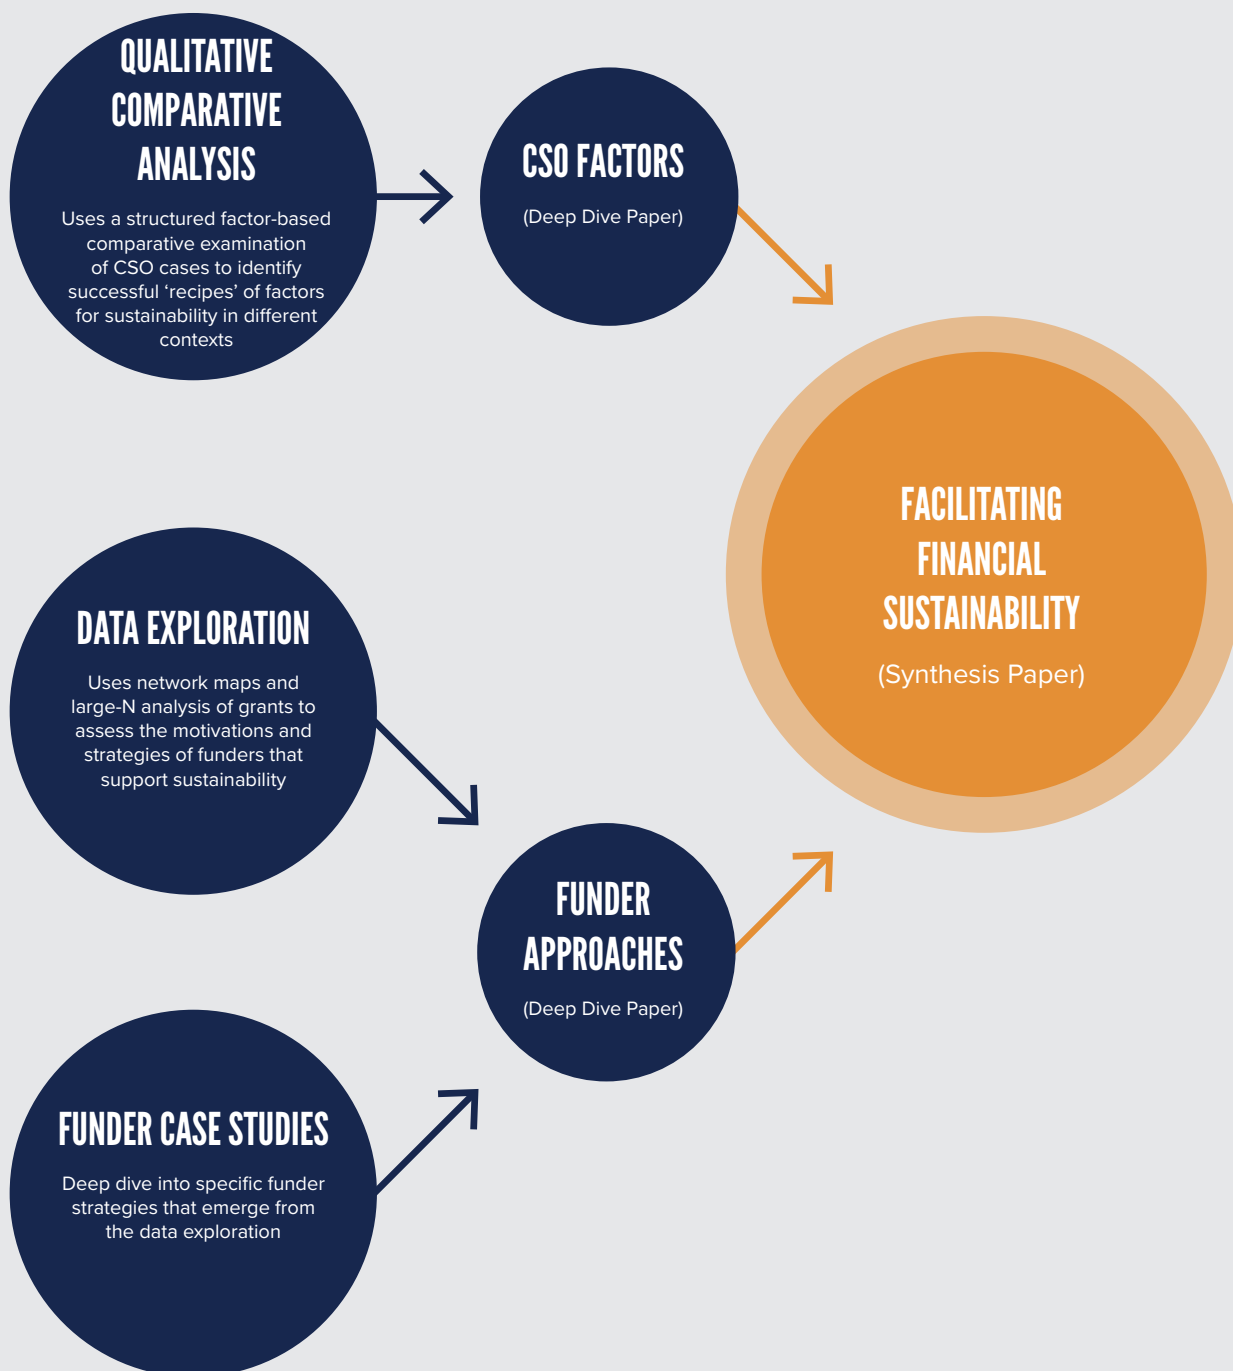 QUALITATIVE
COMPARATIVE
ANALYSIS
Uses a structured factor-based
comparative examination
of CSO cases to identify
successful ‘recipes’ of factors
for sustainability in different
contexts
CSO FACTORS
(Deep Dive Paper)
DATA EXPLORATION
Uses network maps and
large-N analysis of grants to
assess the motivations and
strategies of funders that
support sustainability
FUNDER CASE STUDIES
Deep dive into specific funder
strategies that emerge from
the data exploration
FUNDER
APPROACHES
(Deep Dive Paper)
FACILITATING
FINANCIAL
SUSTAINABILITY
(Synthesis Paper)